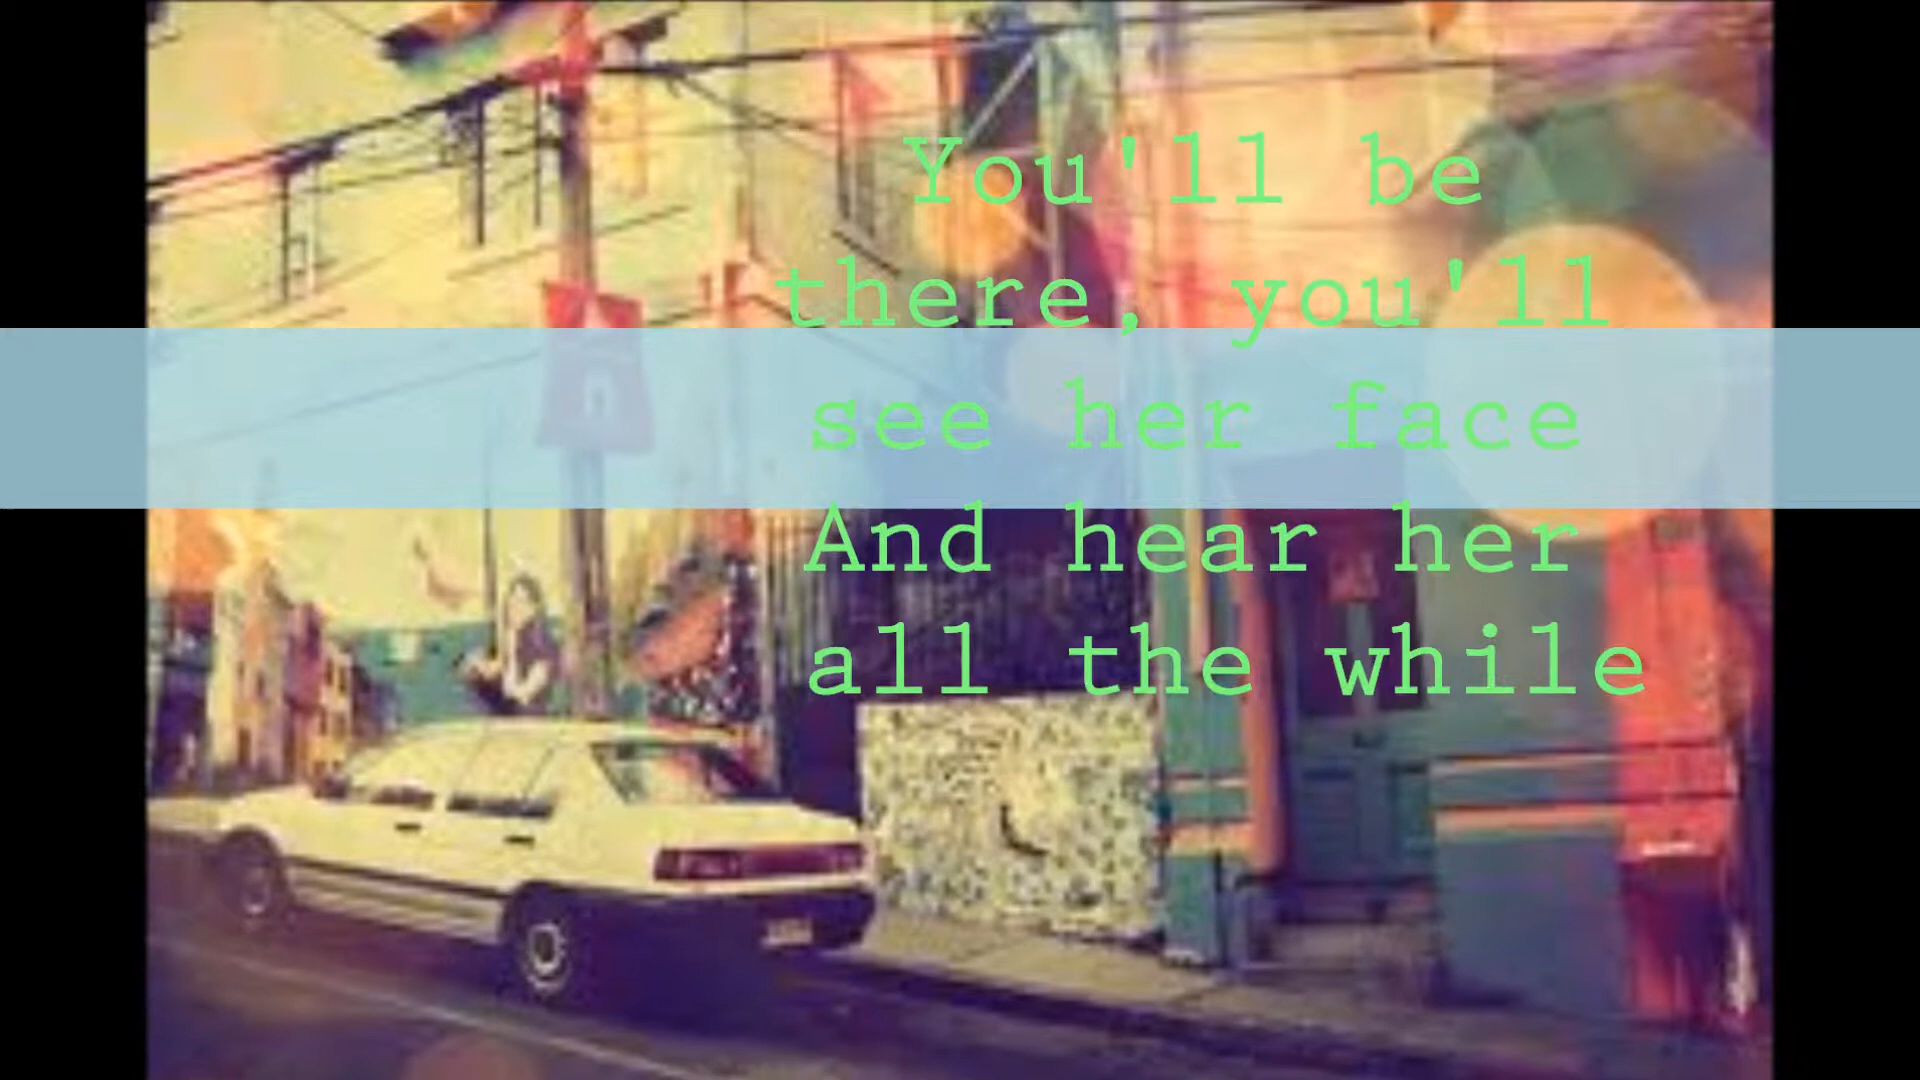 You'll be
there, you'll
see her face
And hear her
all the while